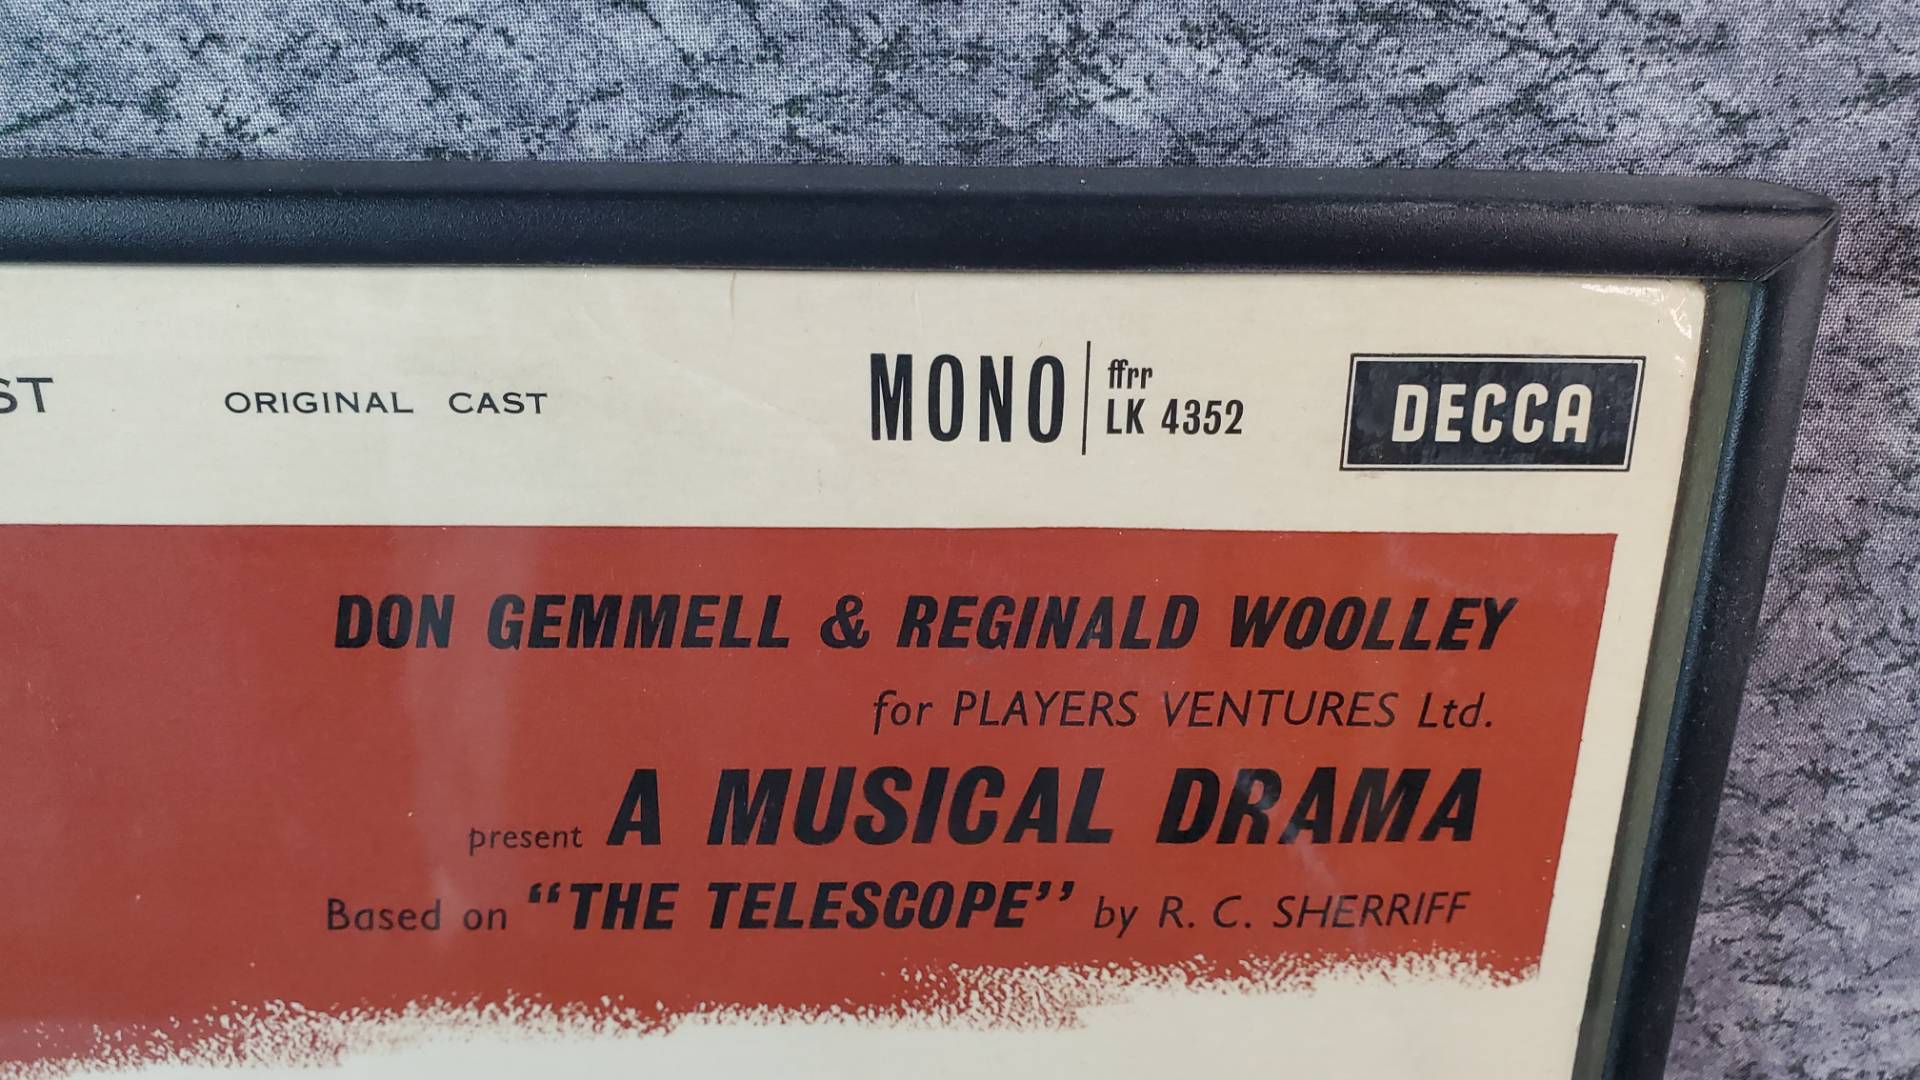 ST ORIGINAL CAST MONO ffrr DECCA
LK 4352
DON GEMMELL & REGINALD WOOLLEY
for PLAYERS VENTURES Ltd.
present A MUSICAL DRAMA
Based on “THE TELESCOPE” by R. C. SHERRIFF